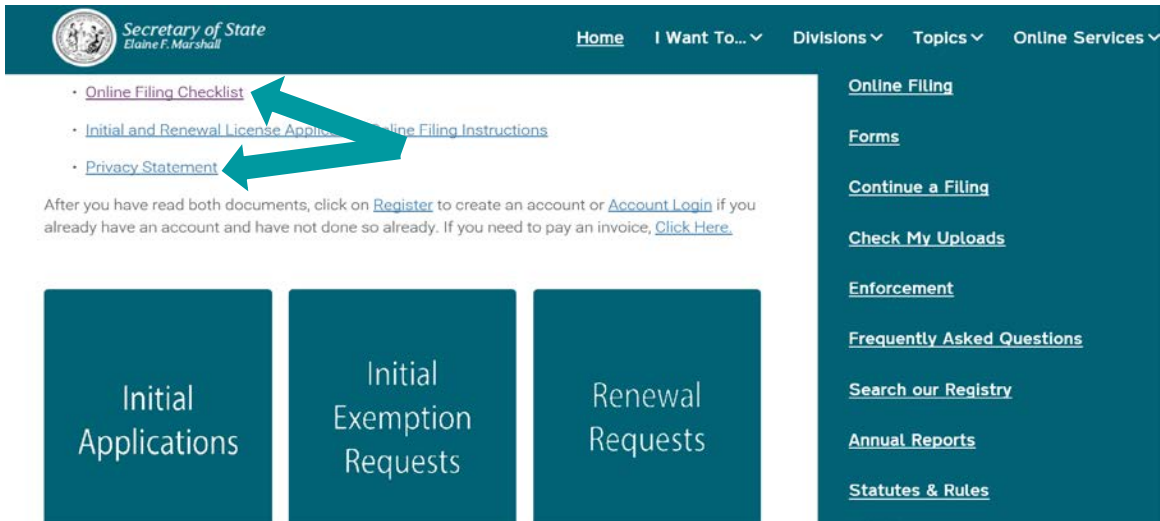 Secretary of State
Elaine F. Marshall
Home I Want To... Divisions Topics Online Services
• Online Filing Checklist
• Initial and Renewal License Online Filing Instructions
• Privacy Statement
After you have read both documents, click on Register to create an account or Account Login if you
already have an account and have not done so already. If you need to pay an invoice, Click Here.
Initial
Applications
Initial
Exemption
Requests
Renewal
Requests
Online Filing
Forms
Continue a Filing
Check My Uploads
Enforcement
Frequently Asked Questions
Search our Registry
Annual Reports
Statutes & Rules